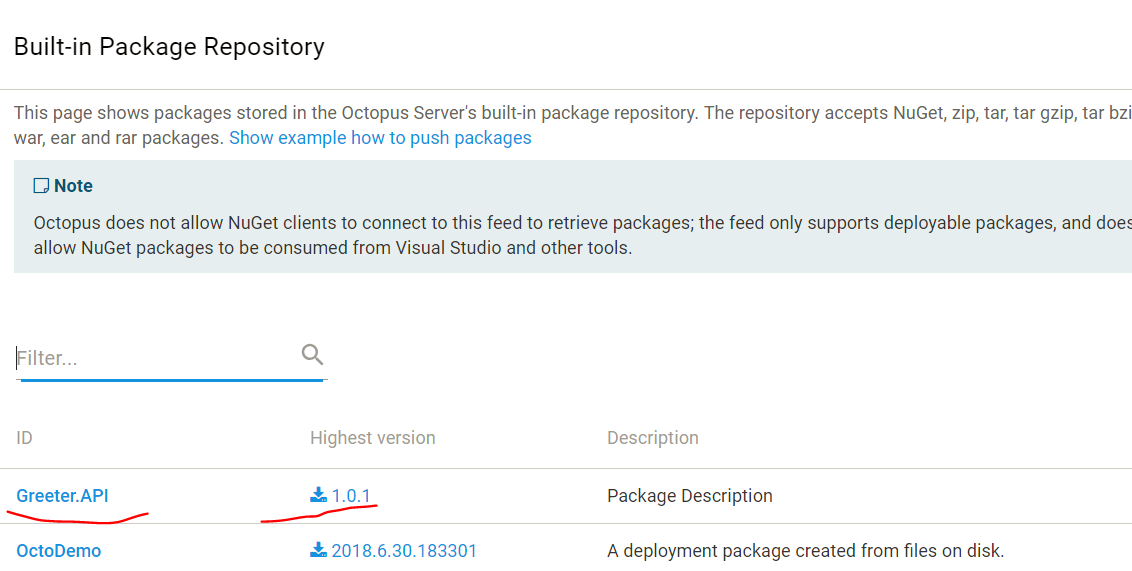 Built-in Package Repository
This page shows packages stored in the Octopus Server's built-in package repository. The repository accepts NuGet, zip, tar, tar gzip, tar bzi
war, ear and rar packages. Show example how to push packages
Note
Octopus does not allow NuGet clients to connect to this feed to retrieve packages; the feed only supports deployable packages, and does
allow NuGet packages to be consumed from Visual Studio and other tools.
Filter...
ID Highest version Description
Greeter.API 1.0.1 Package Description
OctoDemo 2018.6.30.183301 A deployment package created from files on disk.